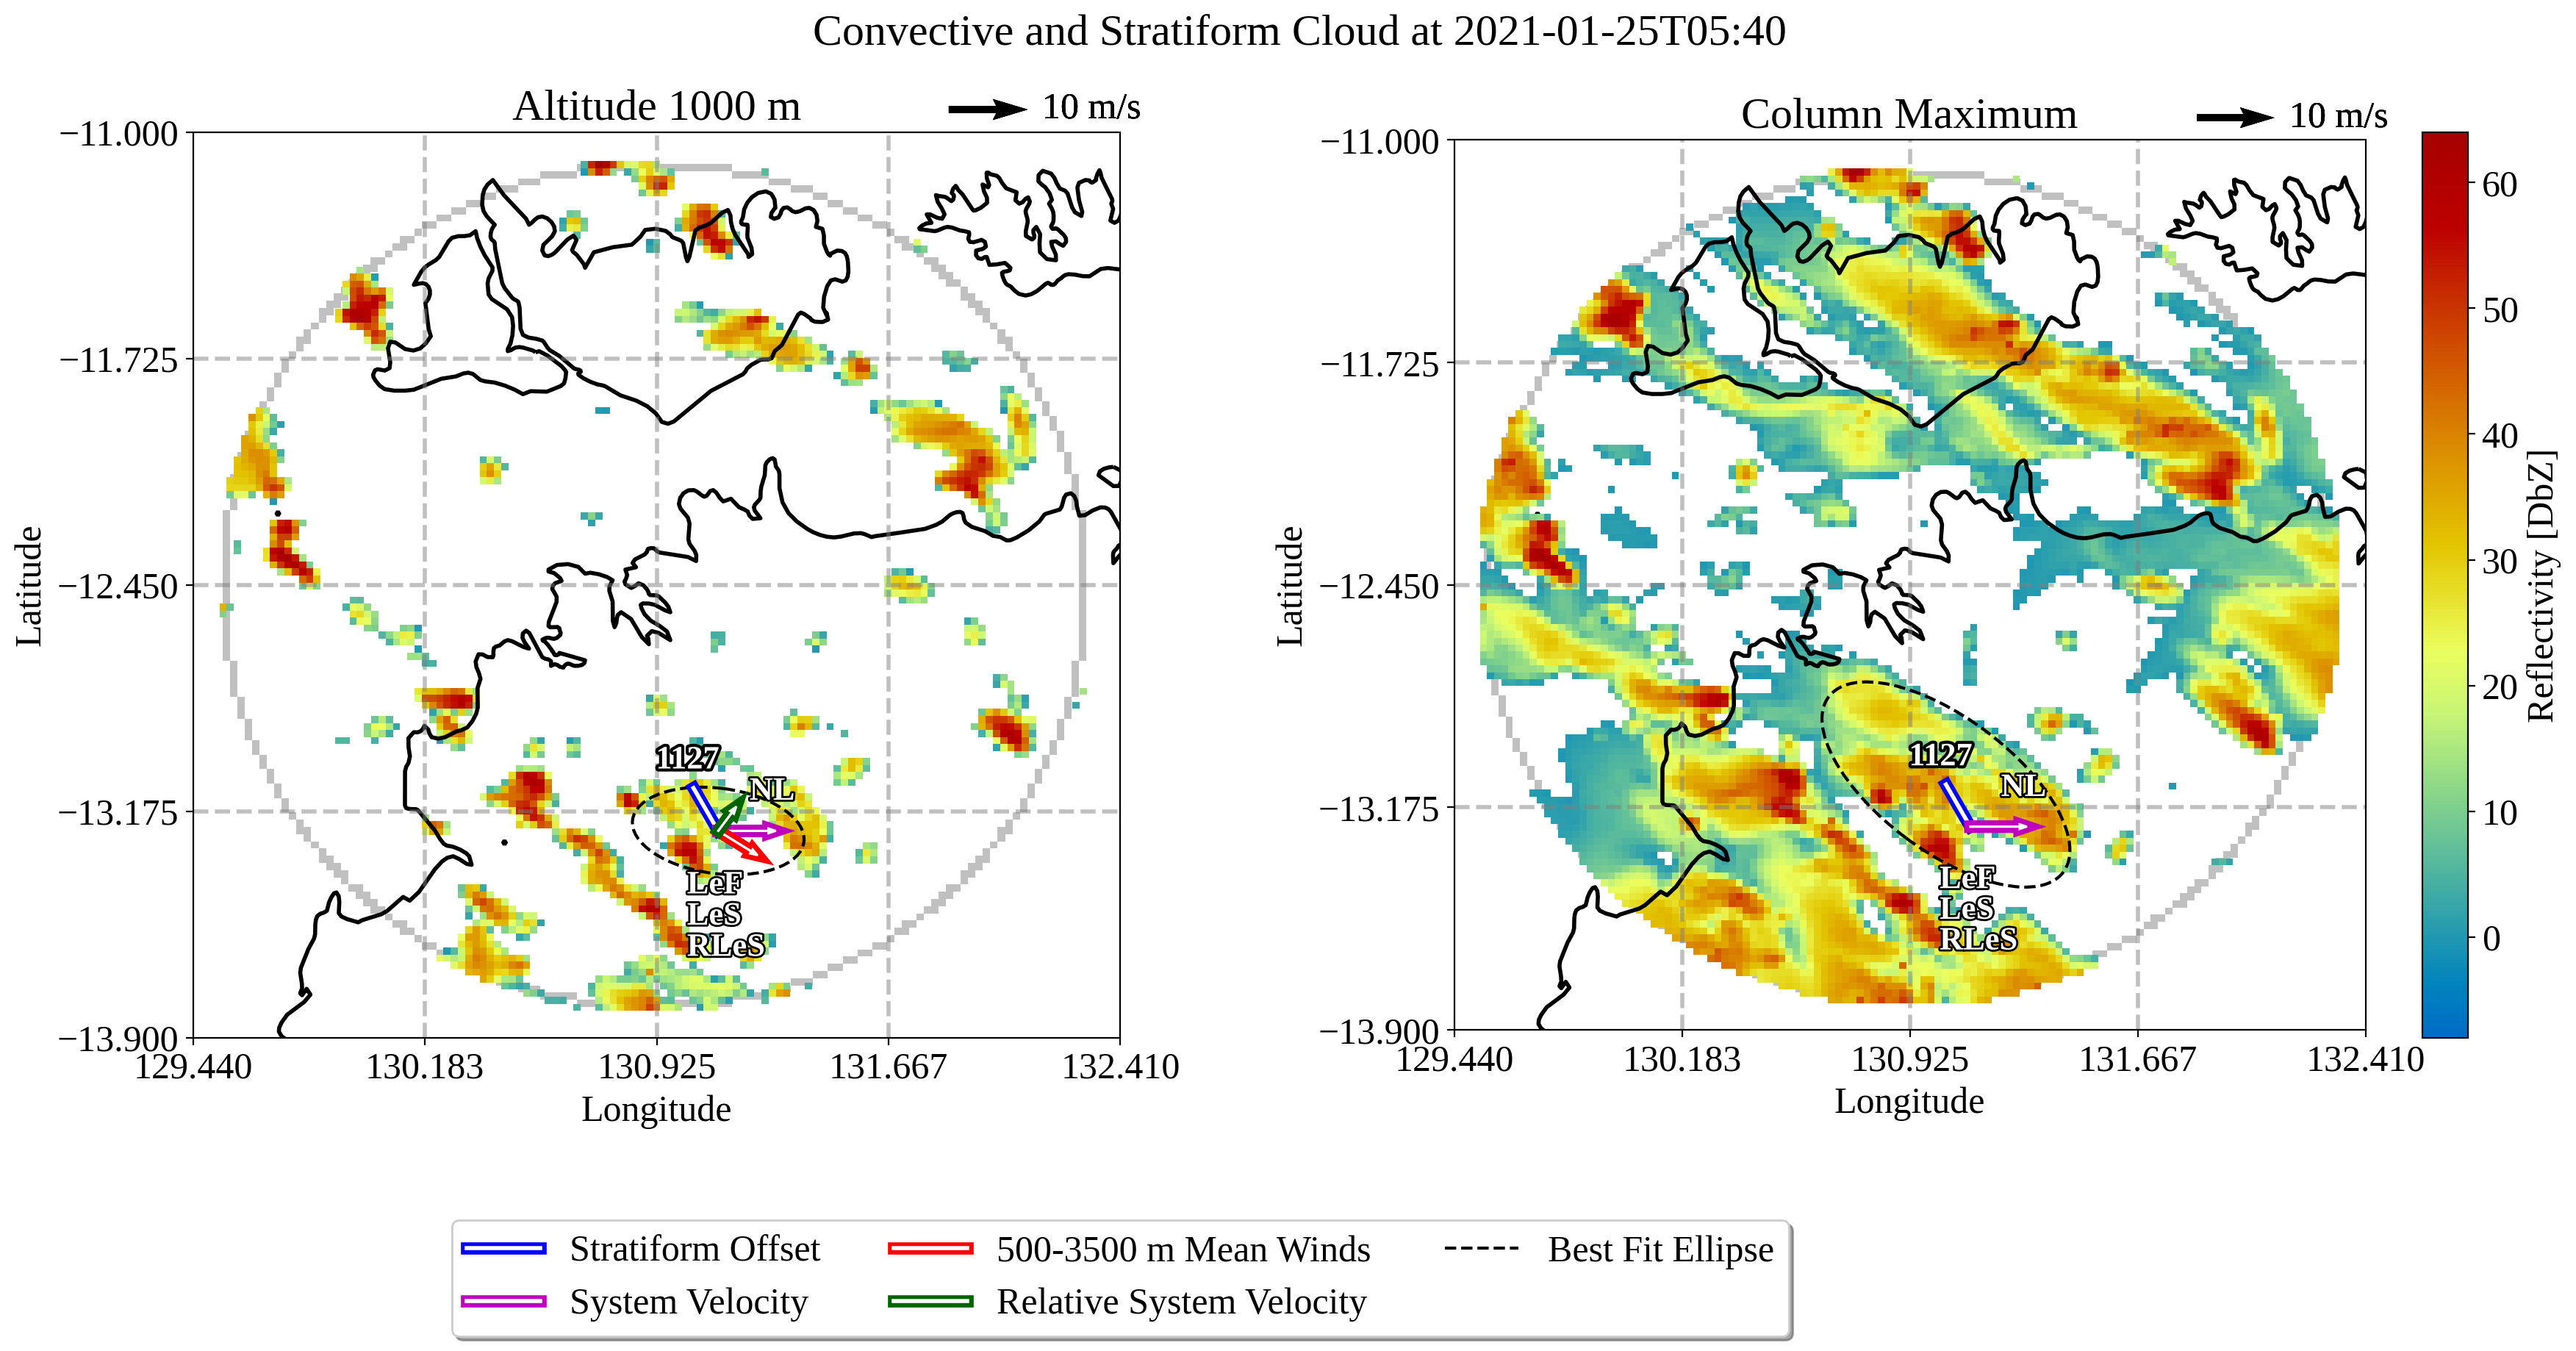 Convective and Stratiform Cloud at 2021-01-25T05:40
Altitude 1000 m
10 m/s
−11.000
−11.725
−12.450
−13.175
−13.900
Latitude
129.440
130.183
130.925
131.667
132.410
Longitude
1127
NL
LeF
LeS
RLeS
Column Maximum
10 m/s
−11.000
−11.725
−12.450
−13.175
−13.900
Latitude
129.440
130.183
130.925
131.667
132.410
Longitude
1127
NL
LeF
LeS
RLeS
60
50
40
30
20
10
0
Reflectivity [DbZ]
Stratiform Offset
System Velocity
500-3500 m Mean Winds
Relative System Velocity
Best Fit Ellipse